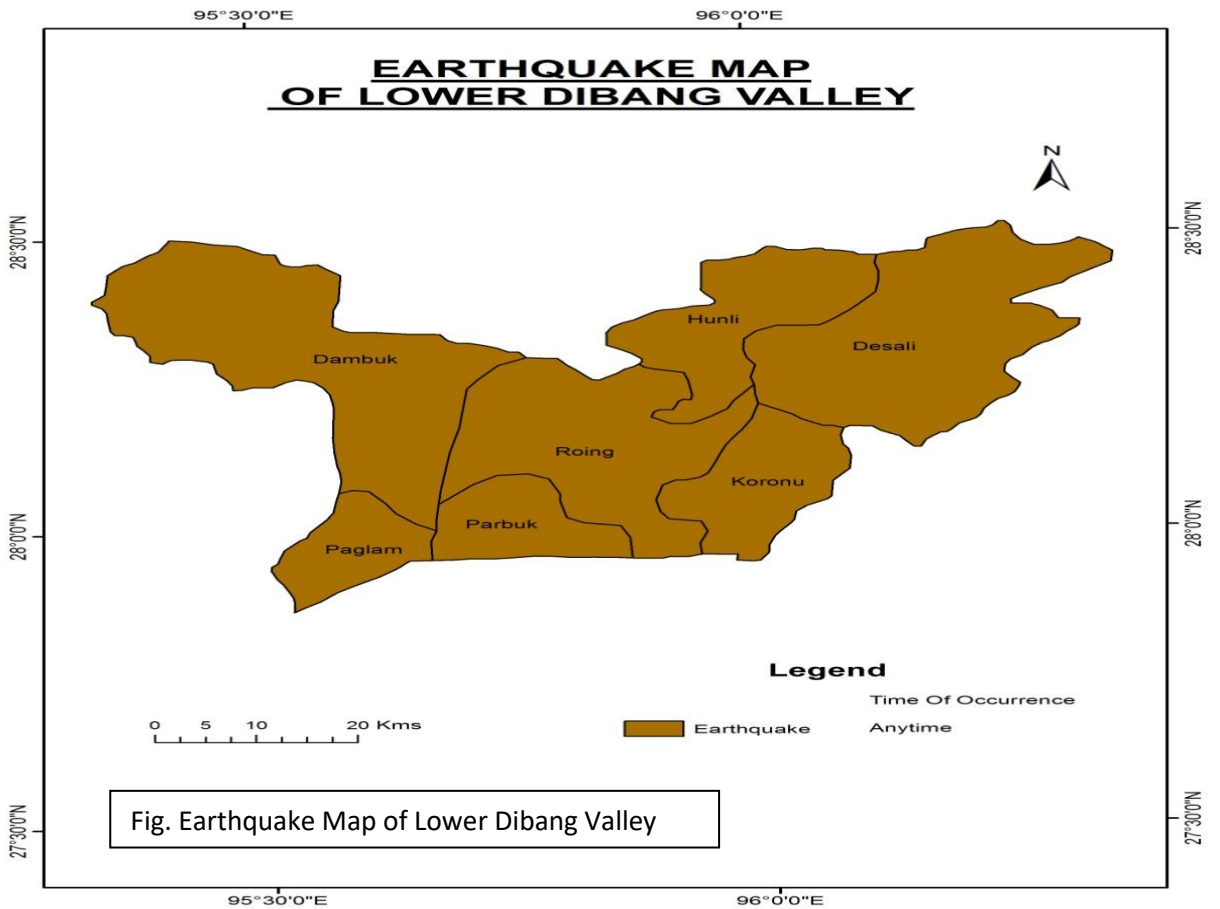 95°30'0"E 96°0'0"E
EARTHQUAKE MAP
OF LOWER DIBANG VALLEY
N
28°30'0"N 28°30'0"N
Hunli
Desali
Dambuk
Roing
Koronu
Parbuk
28°0'0"N 28°0'0"N
Paglam
Legend
Time Of Occurrence
0 5 10 20 Kms
Earthquake Anytime
27°30'0"N 27°30'0"N
Fig. Earthquake Map of Lower Dibang Valley
95°30'0"E 96°0'0"E